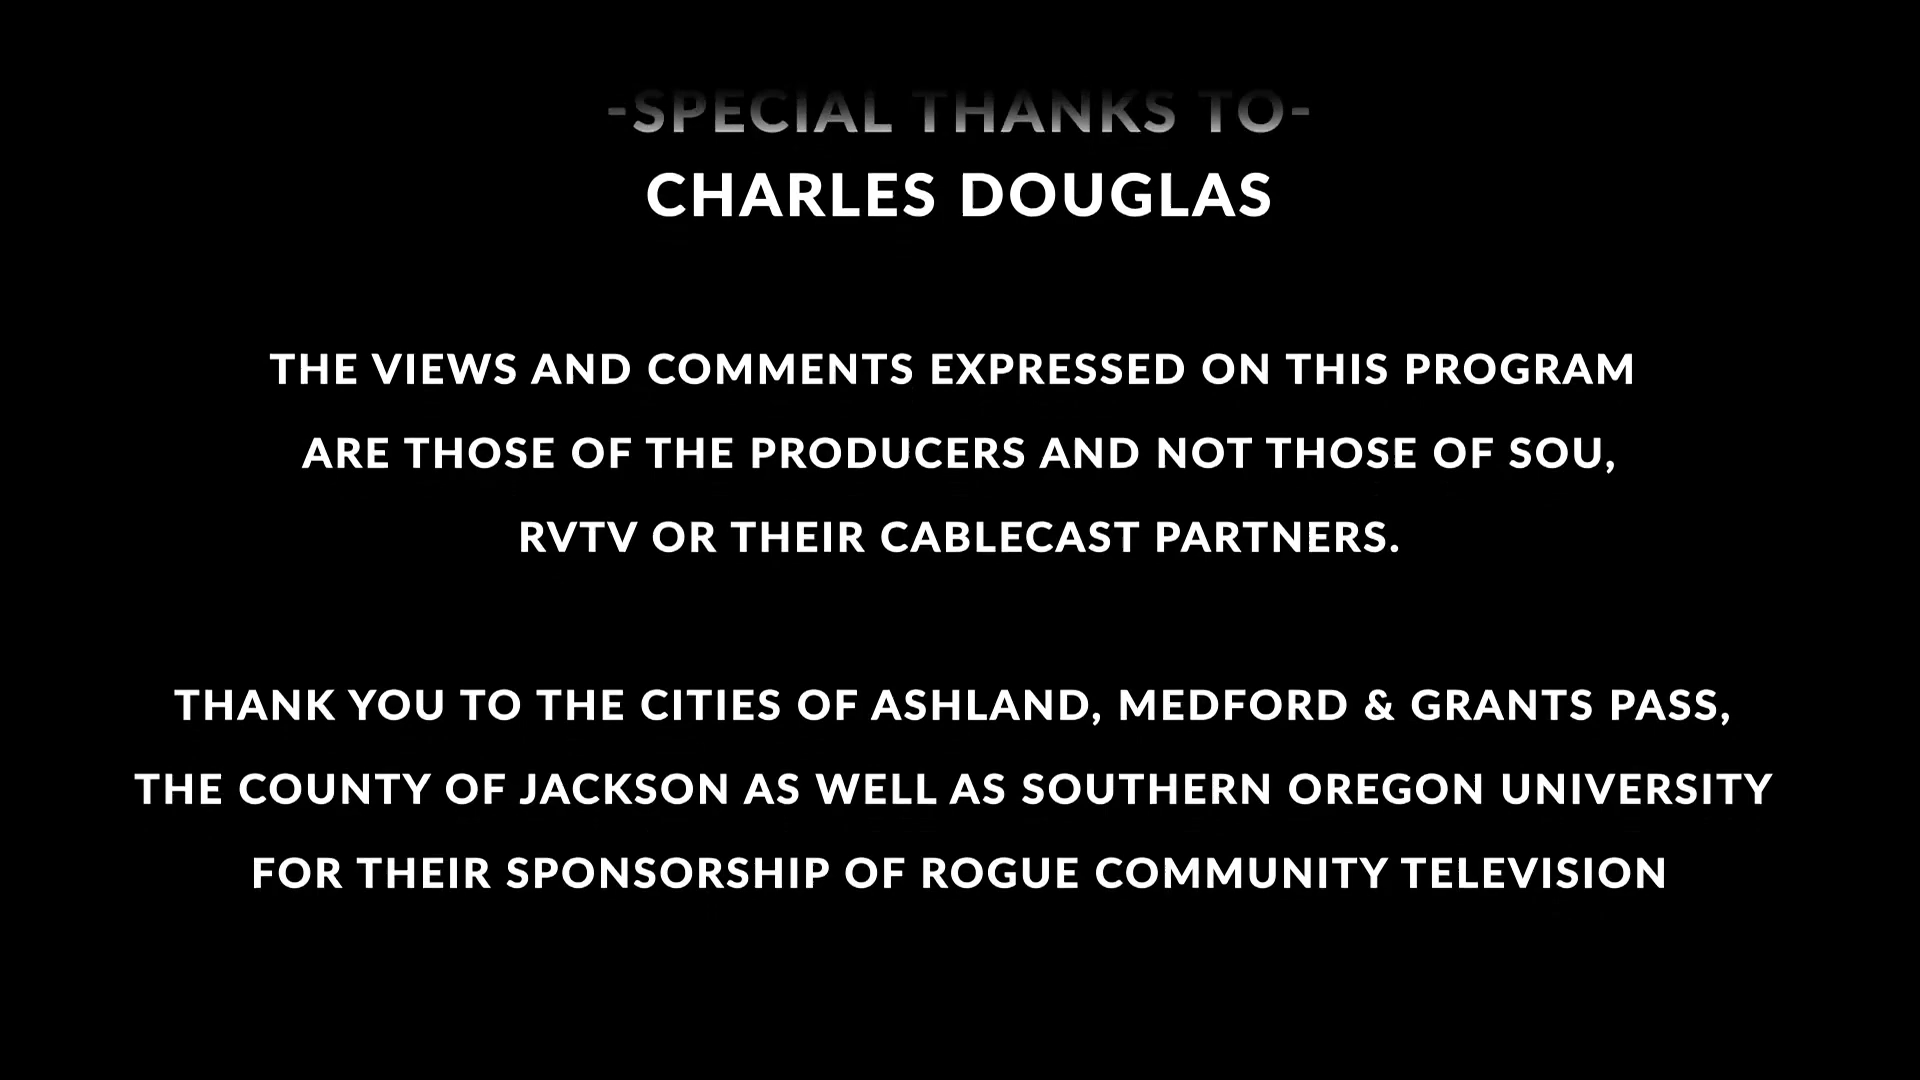 -SPECIAL THANKS TO-
CHARLES DOUGLAS
THE VIEWS AND COMMENTS EXPRESSED ON THIS PROGRAM
ARE THOSE OF THE PRODUCERS AND NOT THOSE OF SOU,
RVTV OR THEIR CABLECAST PARTNERS.
THANK YOU TO THE CITIES OF ASHLAND, MEDFORD & GRANTS PASS,
THE COUNTY OF JACKSON AS WELL AS SOUTHERN OREGON UNIVERSITY
FOR THEIR SPONSORSHIP OF ROGUE COMMUNITY TELEVISION